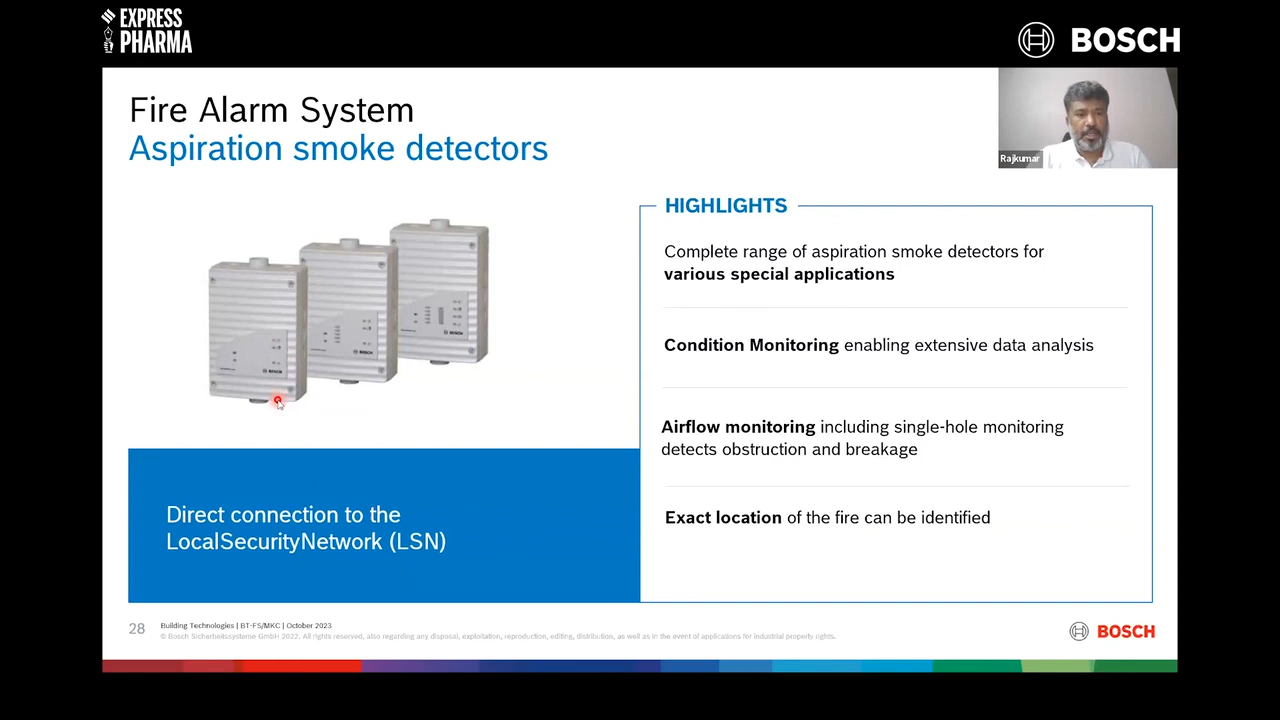 EXPRESS
PHARMA
BOSCH
Fire Alarm System
Aspiration smoke detectors
Rajkumar
HIGHLIGHTS
Complete range of aspiration smoke detectors for
various special applications
Condition Monitoring enabling extensive data analysis
Airflow monitoring including single-hole monitoring
detects obstruction and breakage
Exact location of the fire can be identified
BOSCH
BOSCH
BOSCH
Direct connection to the
LocalSecurityNetwork (LSN)
28
Building Technologies | BT-FS/MKC | October 2023
© Bosch Sicherheitssysteme GmbH 2022. All rights reserved, also regarding any disposal, exploitation, reproduction, editing, distribution, as well as in the event of applications for industrial property rights.
BOSCH